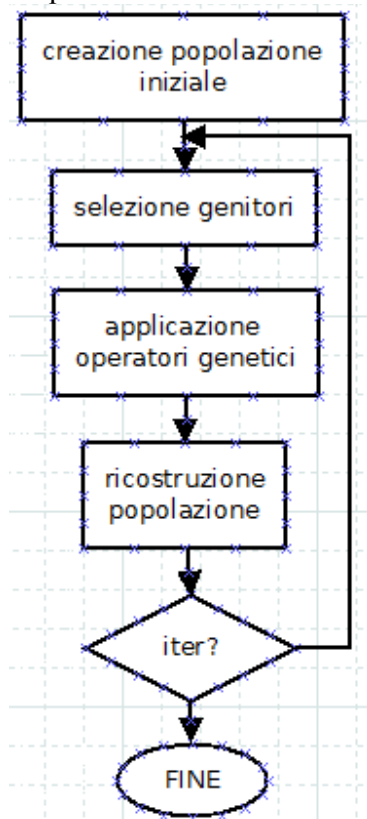 creazione popolazione
iniziale
selezione genitori
applicazione
operatori genetici
ricostruzione
popolazione
iter?
FINE